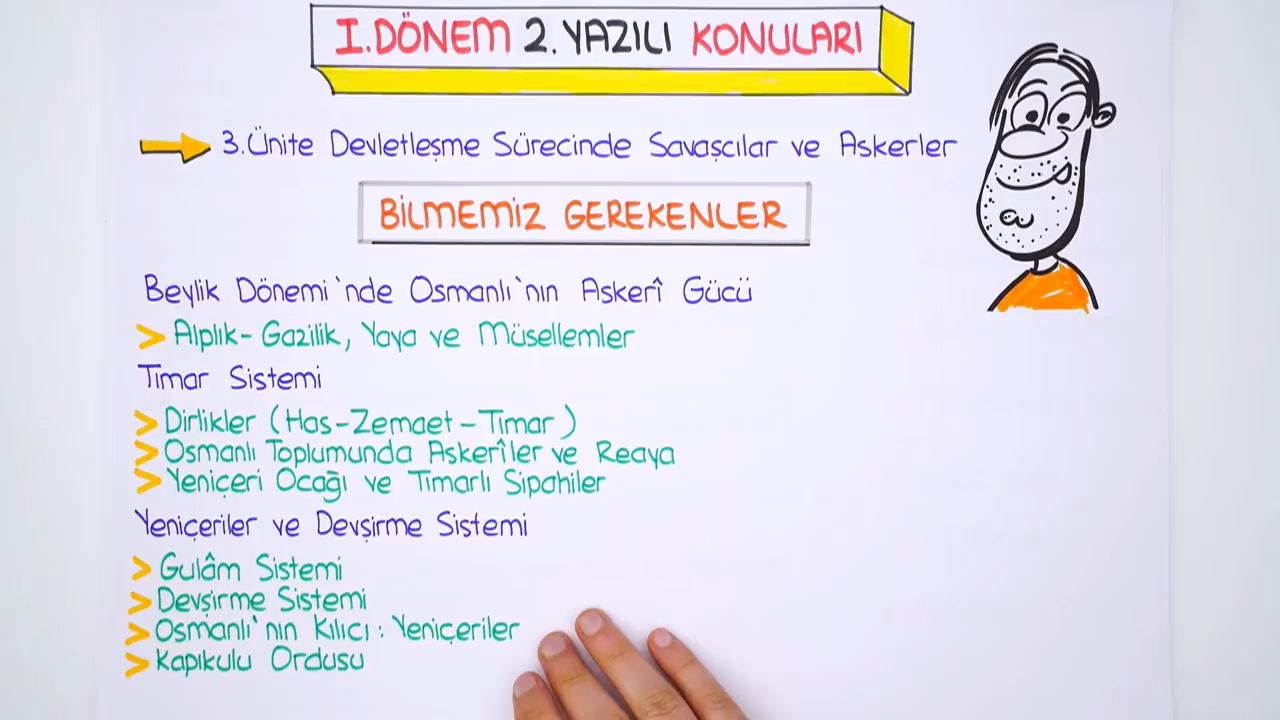 I.DÖNEM 2.YAZILI KONULARI
3.Ünite Devletleşme Sürecinde Savaşcılar ve Askerler
BİLMEMİZ GEREKENLER
Beylik Dönemi'nde Osmanlı'nın Askerî Gücü
> Alplık-Gazilik, Yaya ve Müsellemler
Tımar Sistemi
> Dirlikler (Has-Zemaet-Tımar)
> Osmanlı Toplumunda Askerîler ve Reaya
> Yeniçeri Ocağı ve Tımarlı Sipahiler
Yeniçeriler ve Devşirme Sistemi
> Gulâm Sistemi
> Devşirme Sistemi
> Osmanlı'nın Kılıcı: Yeniçeriler
> Kapıkulu Ordusu